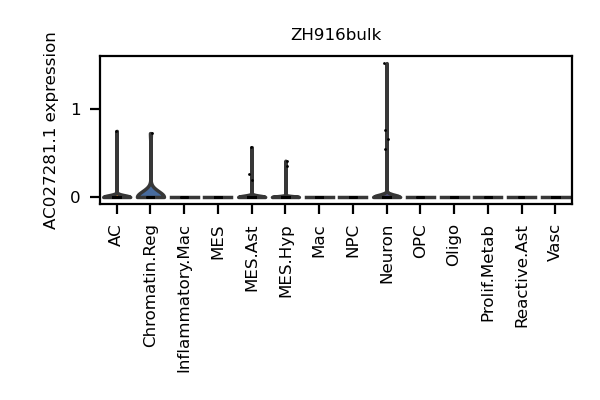 ZH916bulk
AC027281.1 expression
1
0
AC
Chromatin.Reg
Inflammatory.Mac
MES
MES.Ast
MES.Hyp
Mac
NPC
Neuron
OPC
Oligo
Prolif.Metab
Reactive.Ast
Vasc